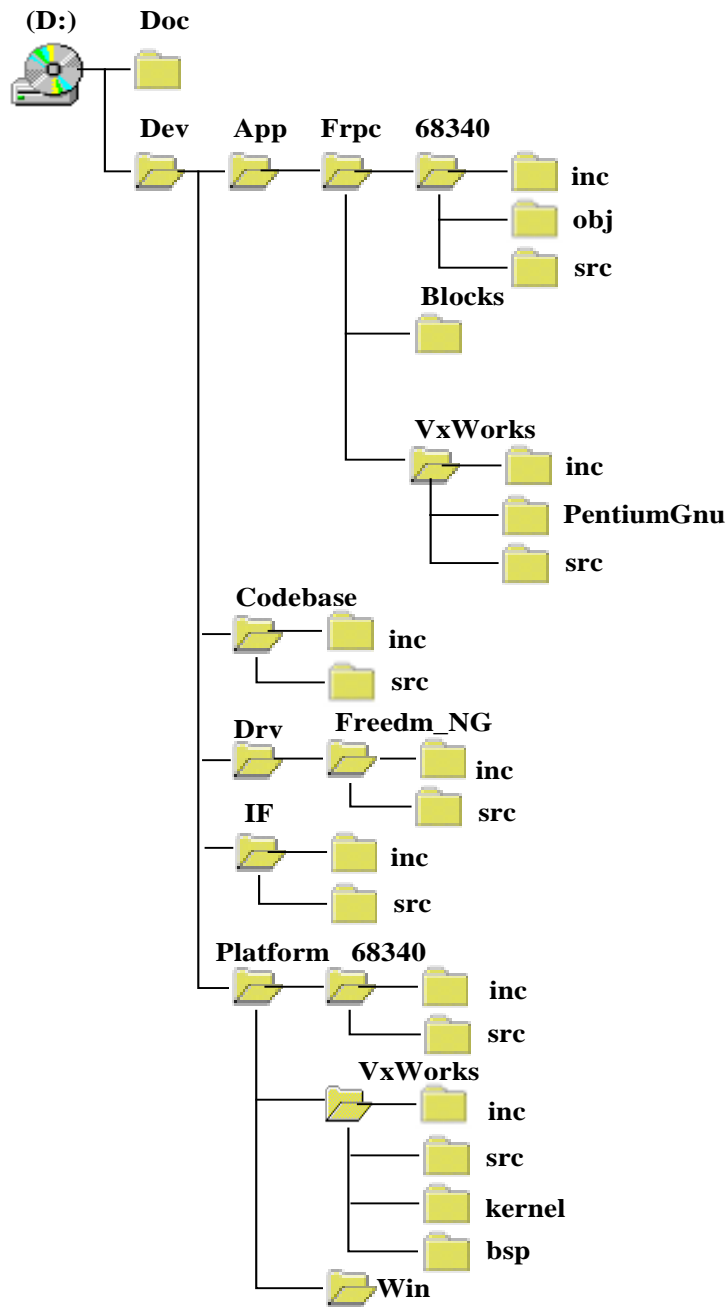 (D:) Doc
Dev App Frpc 68340
inc
obj
src
Blocks
VxWorks
inc
PentiumGnu
src
Codebase
inc
src
Drv Freedm_NG
inc
src
IF
inc
src
Platform 68340
inc
src
VxWorks
inc
src
kernel
bsp
Win